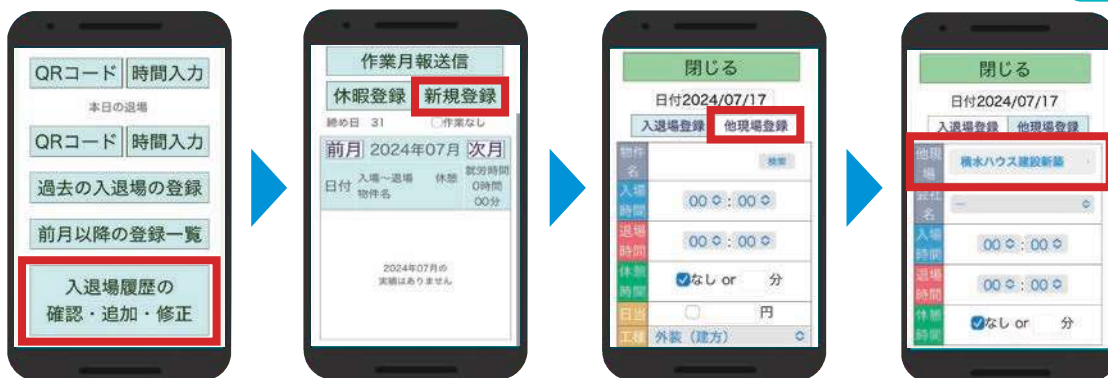 QRコード 時間入力
本日の退場
QRコード 時間入力
過去の入退場の登録
前月以降の登録一覧
入退場履歴の
確認・追加・修正
作業月報送信
休暇登録 新規登録
締め日 31 作業なし
前月 2024年07月 次月
日付 入場～退場 物件名 休憩 就労時間 0時間 00分
2024年07月の
実績はありません
閉じる
日付2024/07/17
入退場登録 他現場登録
物件名 検索
入場時間 00 : 00
退場時間 00 : 00
休憩時間 なし or 分
日当 円
工種 外装（建方）
閉じる
日付2024/07/17
入退場登録 他現場登録
他現場 積水ハウス建設新築
会社名 ー
入場時間 00 : 00
退場時間 00 : 00
休憩時間 なし or 分